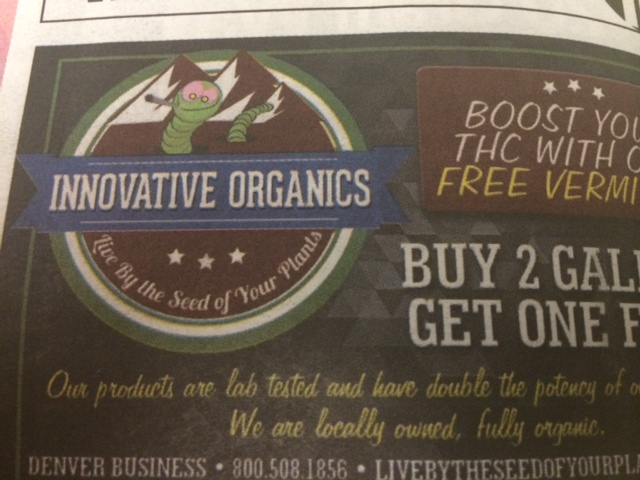 INNOVATIVE ORGANICS
Live By the Seed of Your Plants
BOOST YOU
THC WITH O
FREE VERMI
BUY 2 GALL
GET ONE F
Our products are lab tested and have double the potency of o
We are locally owned, fully organic.
DENVER BUSINESS • 800.508.1856 • LIVEBYTHESEEDOFYOURPLA